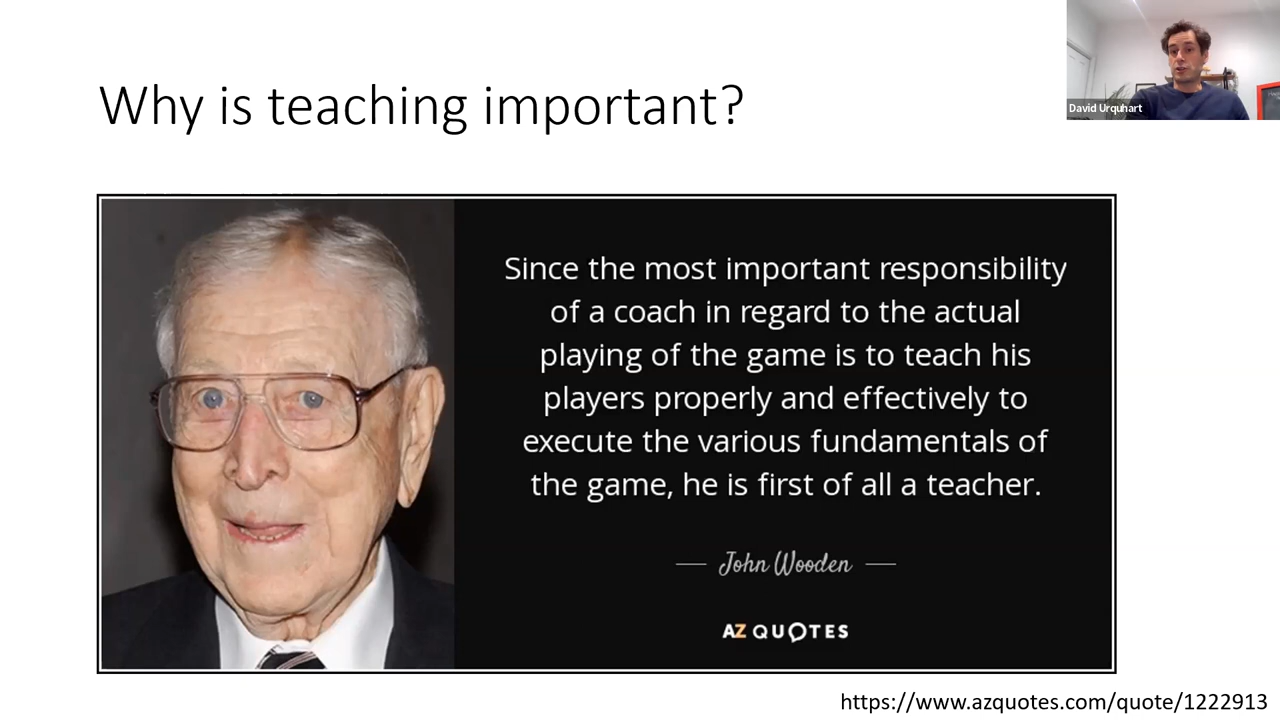 Why is teaching important?
David Urquhart
Since the most important responsibility
of a coach in regard to the actual
playing of the game is to teach his
players properly and effectively to
execute the various fundamentals of
the game, he is first of all a teacher.
John Wooden
AZ QUOTES
https://www.azquotes.com/quote/1222913